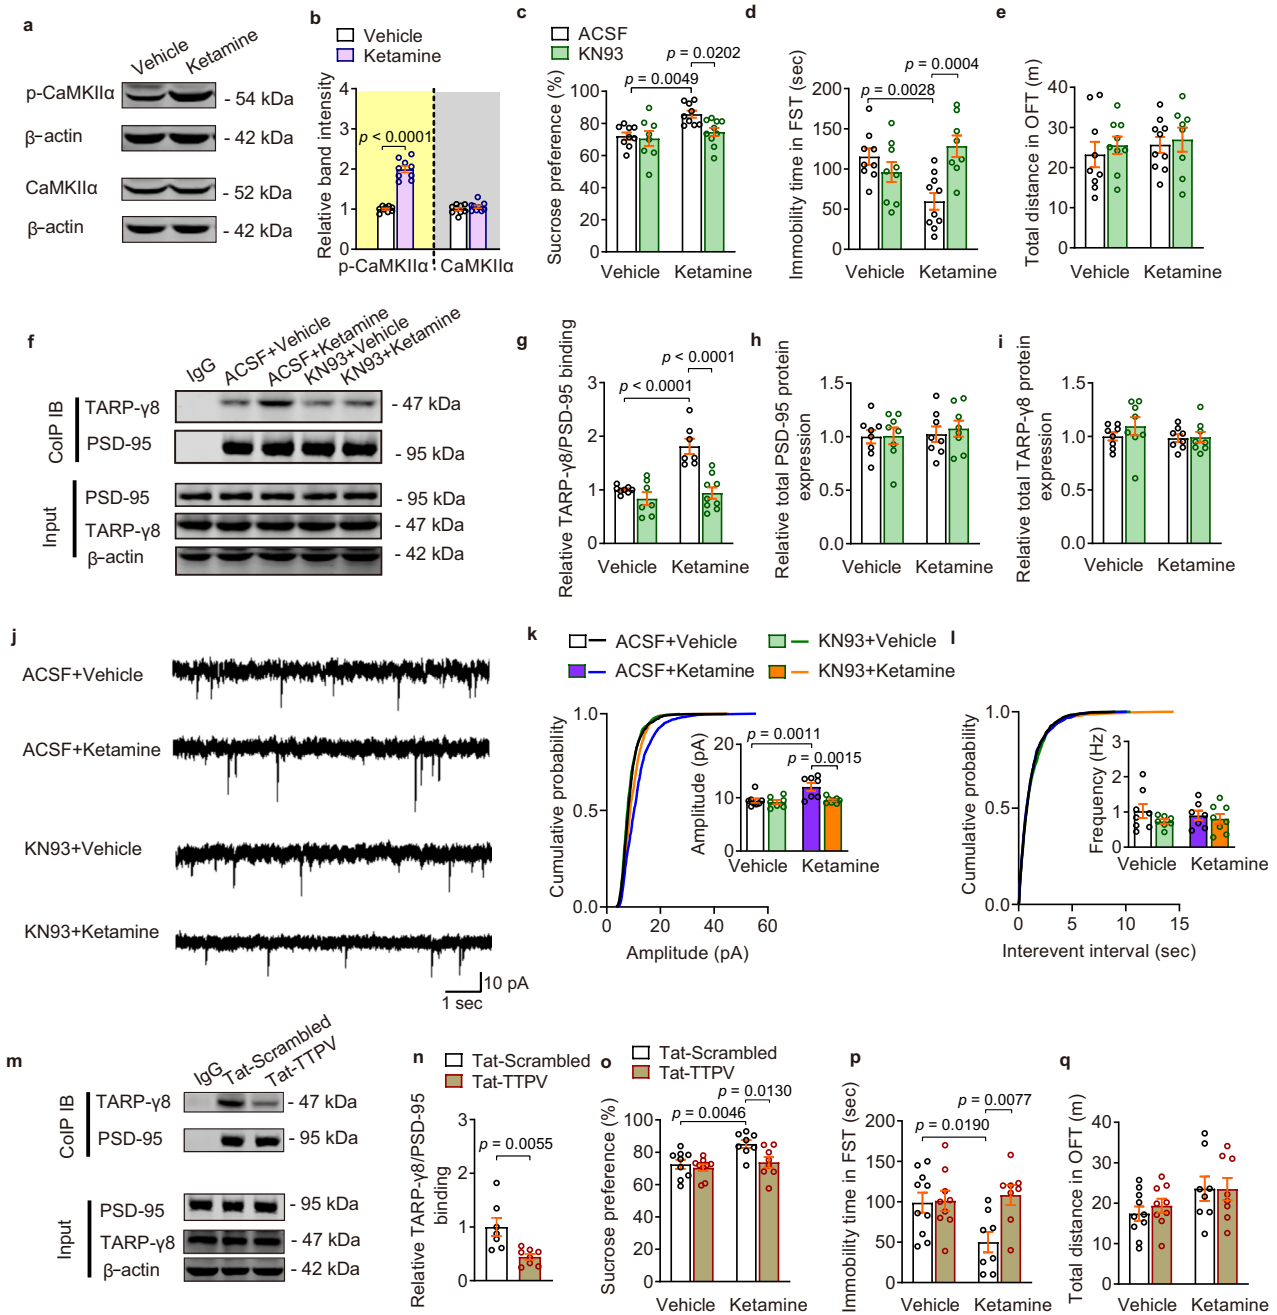 a
Vehicle
Ketamine
p-CaMKIIα
- 54 kDa
β-actin
- 42 kDa
CaMKIIα
- 52 kDa
β-actin
- 42 kDa
b
Vehicle
Ketamine
Relative band intensity
4
3
2
1
0
p < 0.0001
p-CaMKIIα
CaMKIIα
c
ACSF
KN93
p = 0.0202
p = 0.0049
Sucrose preference (%)
100
80
60
40
20
0
Vehicle
Ketamine
d
p = 0.0004
p = 0.0028
Immobility time in FST (sec)
200
150
100
50
0
Vehicle
Ketamine
e
Total distance in OFT (m)
40
30
20
10
0
Vehicle
Ketamine
f
IgG
ACSF+Vehicle
ACSF+Ketamine
KN93+Vehicle
KN93+Ketamine
CoIP IB
TARP-γ8
- 47 kDa
PSD-95
- 95 kDa
Input
PSD-95
- 95 kDa
TARP-γ8
- 47 kDa
β-actin
- 42 kDa
g
p < 0.0001
p < 0.0001
Relative TARP-γ8/PSD-95 binding
3
2
1
0
Vehicle
Ketamine
h
Relative total PSD-95 protein
expression
1.5
1.0
0.5
0.0
Vehicle
Ketamine
i
Relative total TARP-γ8 protein
expression
1.5
1.0
0.5
0.0
Vehicle
Ketamine
j
ACSF+Vehicle
ACSF+Ketamine
KN93+Vehicle
KN93+Ketamine
10 pA
1 sec
k
ACSF+Vehicle
KN93+Vehicle
ACSF+Ketamine
KN93+Ketamine
Cumulative probability
1.0
0.5
0.0
0
20
40
60
Amplitude (pA)
Amplitude (pA)
20
10
0
p = 0.0011
p = 0.0015
Vehicle
Ketamine
l
Cumulative probability
1.0
0.5
0.0
0
5
10
15
Interevent interval (sec)
Frequency (Hz)
3
2
1
0
Vehicle
Ketamine
m
IgG
Tat-Scrambled
Tat-TTPV
CoIP IB
TARP-γ8
- 47 kDa
PSD-95
- 95 kDa
Input
PSD-95
- 95 kDa
TARP-γ8
- 47 kDa
β-actin
- 42 kDa
n
Tat-Scrambled
Tat-TTPV
Relative TARP-γ8/PSD-95
binding
3
2
1
0
p = 0.0055
o
Tat-Scrambled
Tat-TTPV
p = 0.0130
p = 0.0046
Sucrose preference (%)
100
80
60
40
20
0
Vehicle
Ketamine
p
p = 0.0077
p = 0.0190
Immobility time in FST (sec)
200
150
100
50
0
Vehicle
Ketamine
q
Total distance in OFT (m)
40
30
20
10
0
Vehicle
Ketamine